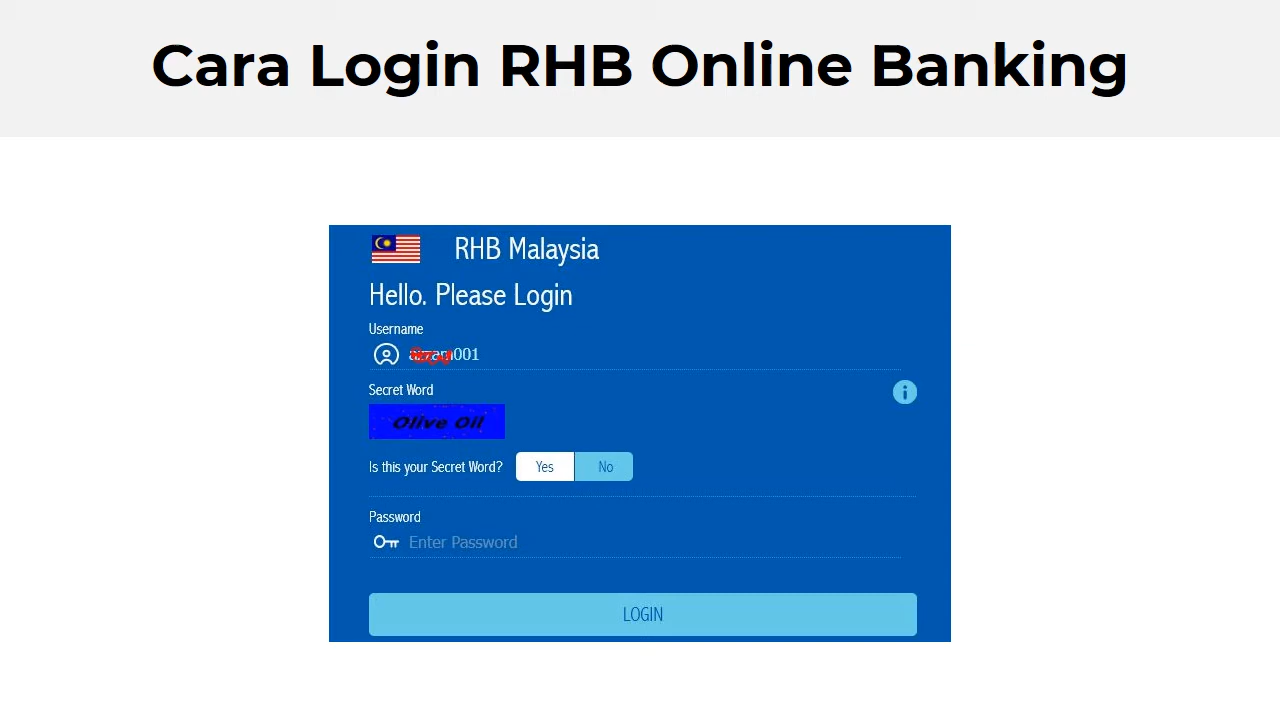 Cara Login RHB Online Banking
RHB Malaysia
Hello. Please Login
Username
Secret Word
Olive Oil
Is this your Secret Word?
Yes
No
Password
Enter Password
LOGIN